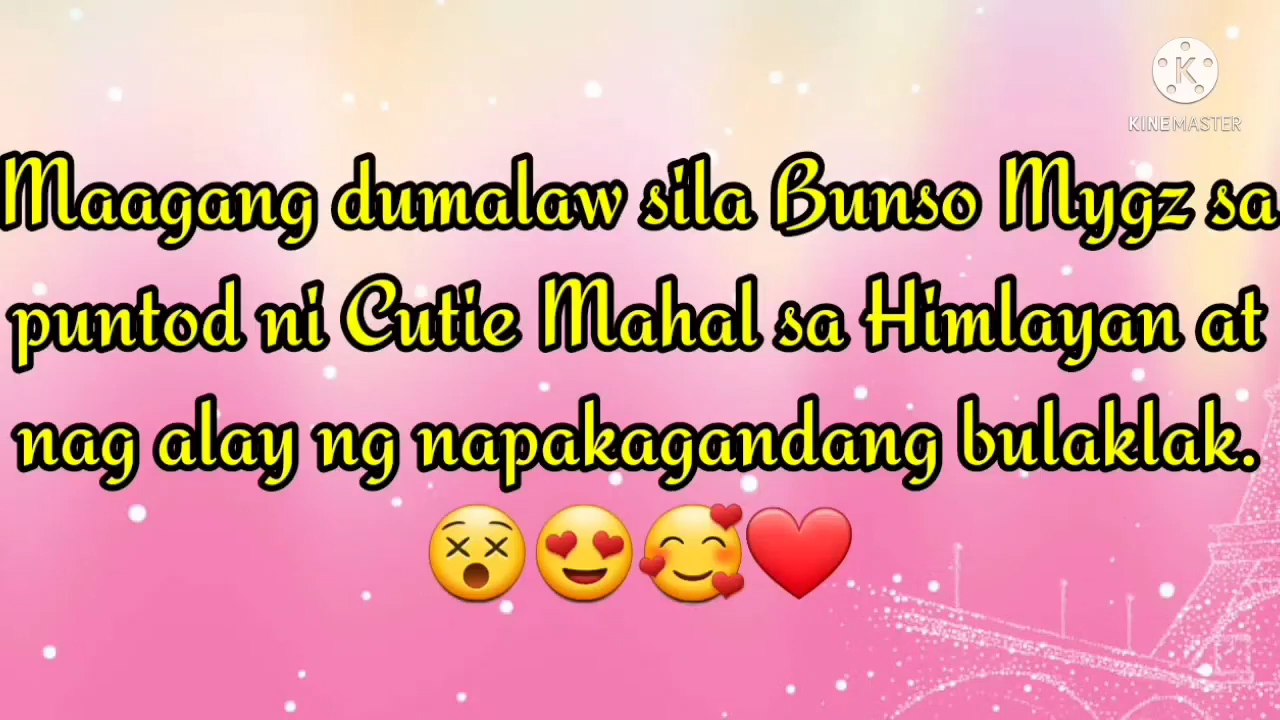 K
KINEMASTER
Maagang dumalaw sila Bunso Mygz sa
puntod ni Cutie Mahal sa Himlayan at
nag alay ng napakagandang bulaklak.
😵😍🥰❤️